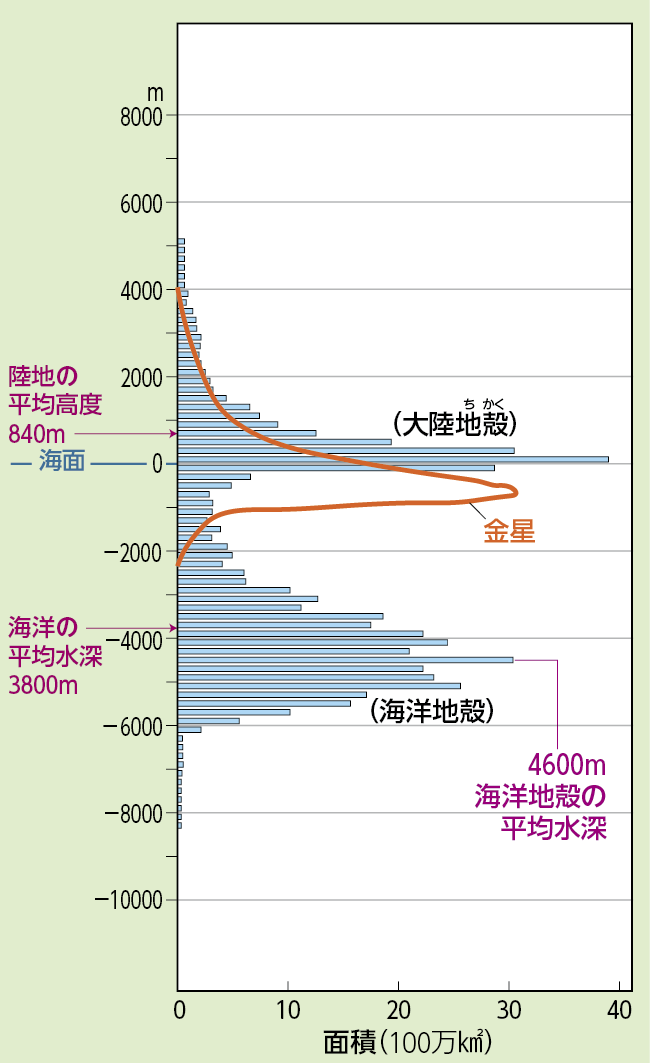 m
8000
6000
4000
2000
0
−2000
−4000
−6000
−8000
−10000
陸地の
平均高度
840m
海面
ち かく
(大陸地殻)
金星
海洋の
平均水深
3800m
(海洋地殻)
4600m
海洋地殻の
平均水深
0 10 20 30 40
面積(100万k㎡)